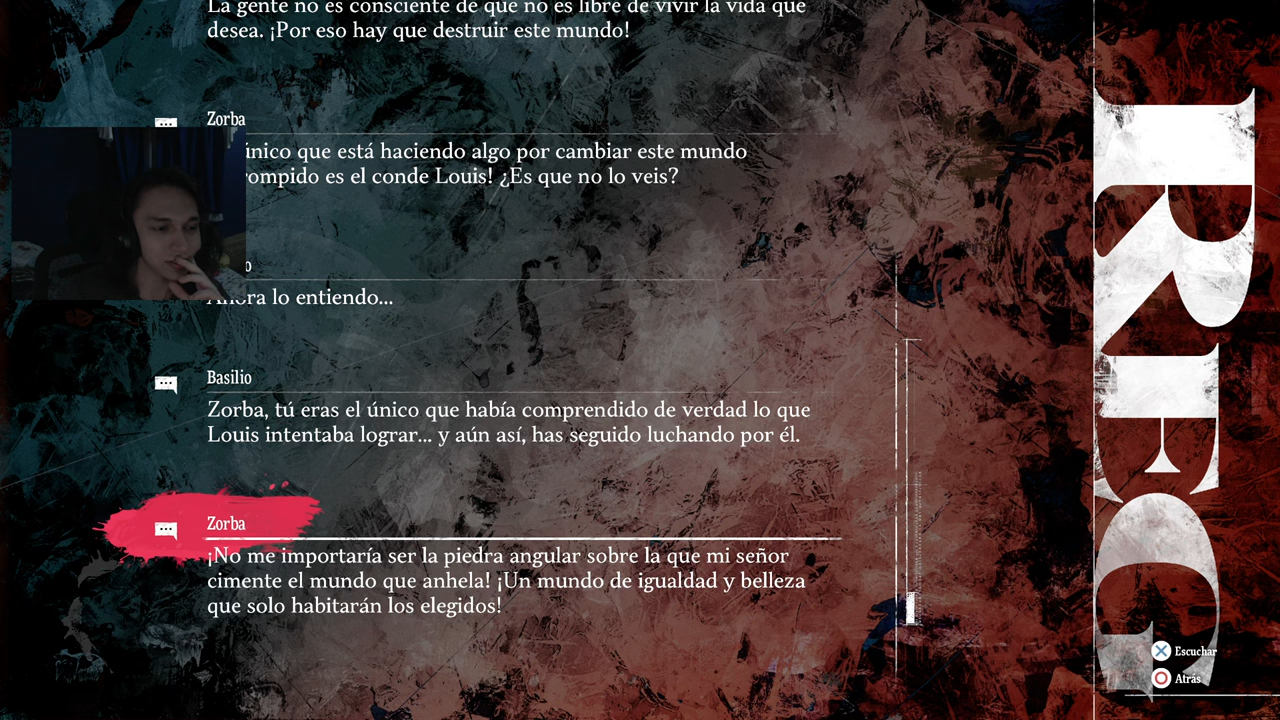 La gente no es consciente de que no es libre de vivir la vida que
desea. ¡Por eso hay que destruir este mundo!
Zorba
único que está haciendo algo por cambiar este mundo
rompido es el conde Louis! ¿Es que no lo veis?
o
Ahora lo entiendo...
Basilio
Zorba, tú eras el único que había comprendido de verdad lo que
Louis intentaba lograr... y aún así, has seguido luchando por él.
Zorba
¡No me importaría ser la piedra angular sobre la que mi señor
cimente el mundo que anhela! ¡Un mundo de igualdad y belleza
que solo habitarán los elegidos!
Escuchar
Atrás